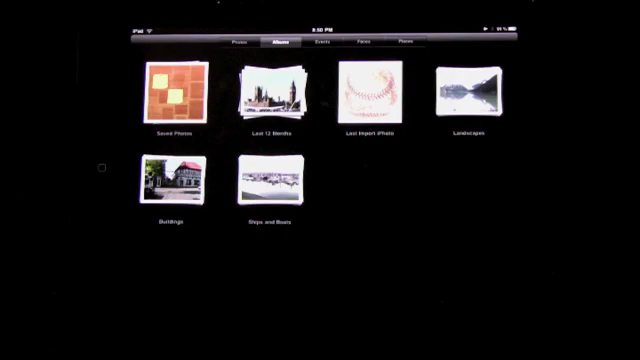 iPad 8:50 PM
Photos Albums Events Faces Places
Saved Photos Last 12 Months Last Import iPhoto Landscapes
Buildings Ships and Boats